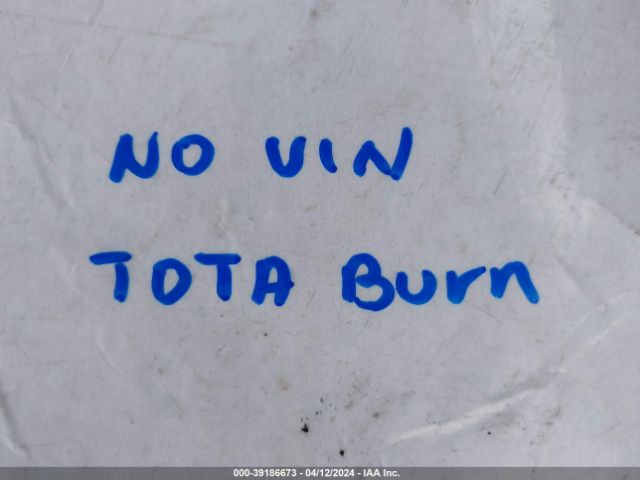 NO VIN
TOTA Burn
000-39186673 - 04/12/2024 - IAA Inc.